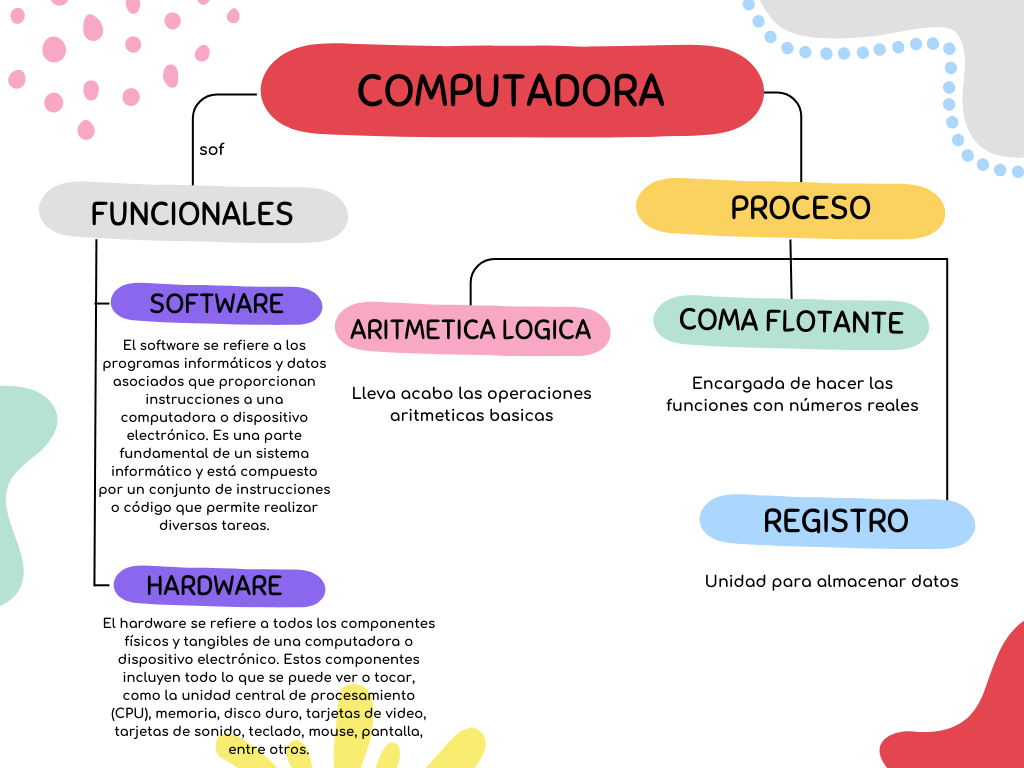 COMPUTADORA
sof
FUNCIONALES
PROCESO
SOFTWARE
El software se refiere a los
programas informáticos y datos
asociados que proporcionan
instrucciones a una
computadora o dispositivo
electrónico. Es una parte
fundamental de un sistema
informático y está compuesto
por un conjunto de instrucciones
o código que permite realizar
diversas tareas.
HARDWARE
El hardware se refiere a todos los componentes
físicos y tangibles de una computadora o
dispositivo electrónico. Estos componentes
incluyen todo lo que se puede ver o tocar,
como la unidad central de procesamiento
(CPU), memoria, disco duro, tarjetas de video,
tarjetas de sonido, teclado, mouse, pantalla,
entre otros.
ARITMETICA LOGICA
Lleva acabo las operaciones
aritmeticas basicas
COMA FLOTANTE
Encargada de hacer las
funciones con números reales
REGISTRO
Unidad para almacenar datos